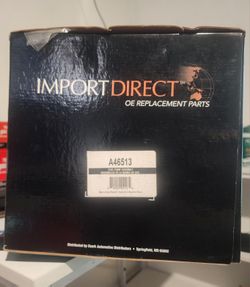 IMPORT DIRECT
OE REPLACEMENT PARTS
A46513
Distributed by Ozark Automotive Distributors • Springfield, MO 65802